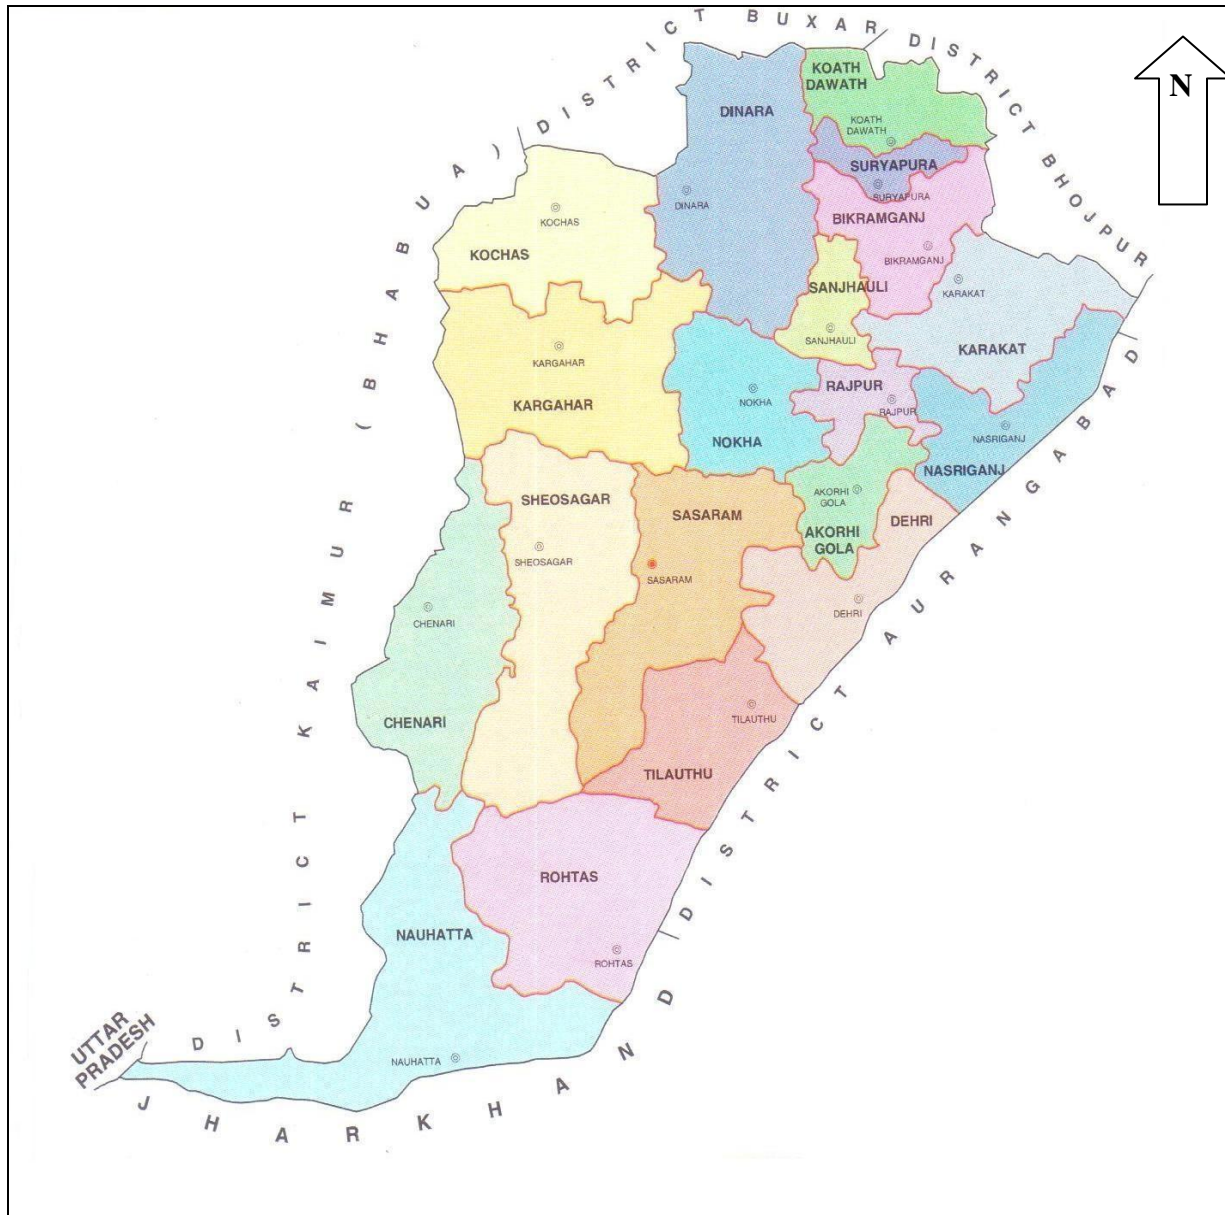 DISTRICT BUXAR
DISTRICT BHOJPUR
N
KOATH
DAWATH
DINARA
KOATH
DAWATH
SURYAPURA
SURYAPURA
DINARA
KOCHAS
BIKRAMGANJ
KOCHAS
BIKRAMGANJ
SANJHAULI
KARAKAT
SANJHAULI
KARAKAT
KARGAHAR
RAJPUR
KARGAHAR
NOKHA
RAJPUR
NASRIGANJ
NOKHA
NASRIGANJ
SHEOSAGAR
AKORHI
GOLA
SASARAM
DEHRI
AKORHI
GOLA
SHEOSAGAR
SASARAM
DEHRI
CHENARI
CHENARI
TILAUTHU
TILAUTHU
ROHTAS
NAUHATTA
ROHTAS
NAUHATTA
DISTRICT KAIMUR (BHABUA)
DISTRICT AURANGABAD
UTTAR
PRADESH
JHARKHAND